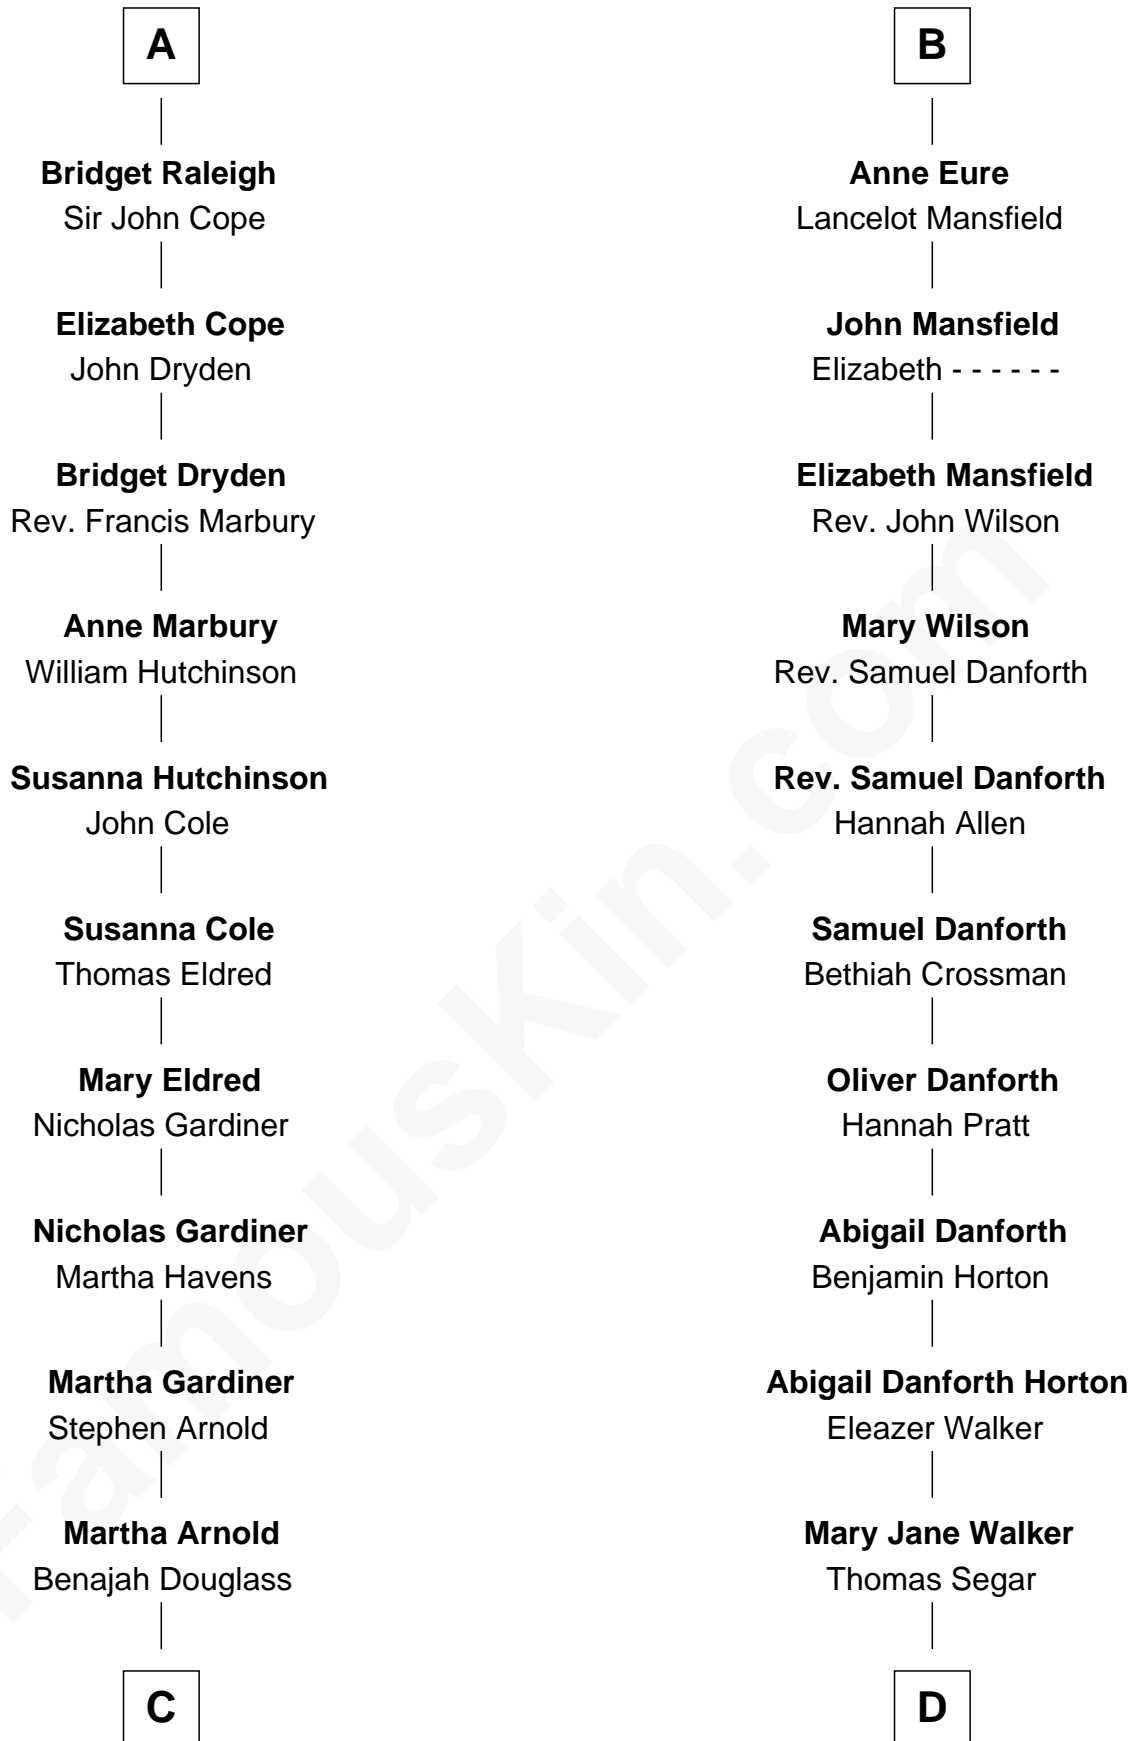 A
Bridget Raleigh
Sir John Cope
Elizabeth Cope
John Dryden
Bridget Dryden
Rev. Francis Marbury
Anne Marbury
William Hutchinson
Susanna Hutchinson
John Cole
Susanna Cole
Thomas Eldred
Mary Eldred
Nicholas Gardiner
Nicholas Gardiner
Martha Havens
Martha Gardiner
Stephen Arnold
Martha Arnold
Benajah Douglass
C
B
Anne Eure
Lancelot Mansfield
John Mansfield
Elizabeth - - - - - -
Elizabeth Mansfield
Rev. John Wilson
Mary Wilson
Rev. Samuel Danforth
Rev. Samuel Danforth
Hannah Allen
Samuel Danforth
Bethiah Crossman
Oliver Danforth
Hannah Pratt
Abigail Danforth
Benjamin Horton
Abigail Danforth Horton
Eleazer Walker
Mary Jane Walker
Thomas Segar
D
FamousKin.com